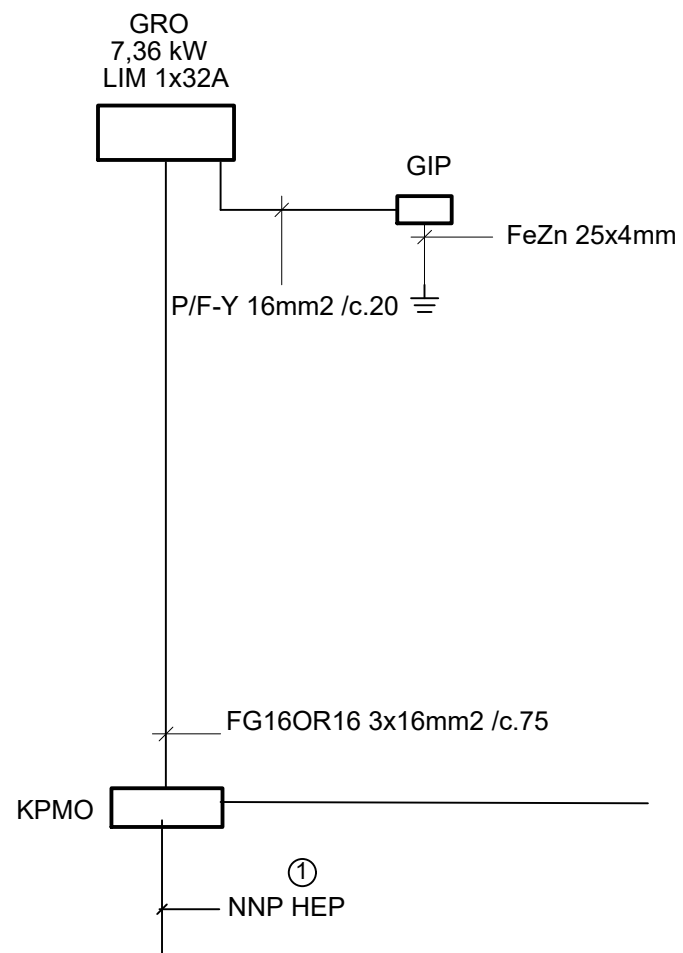 GRO
7,36 kW
LIM 1x32A
GIP
FeZn 25x4mm
P/F-Y 16mm2 /c.20
FG16OR16 3x16mm2 /c.75
KPMO
1
NNP HEP